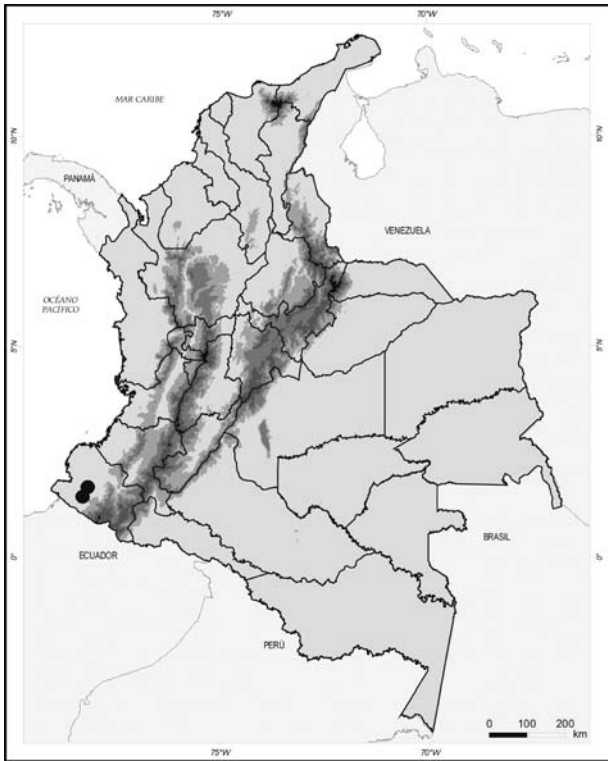 75°W
70°W
MAR CARIBE
10°N
10°N
PANAMÁ
VENEZUELA
OCÉANO
PACÍFICO
5°N
5°N
ECUADOR
0°
0°
BRASIL
PERÚ
0 100 200
km
75°W
70°W